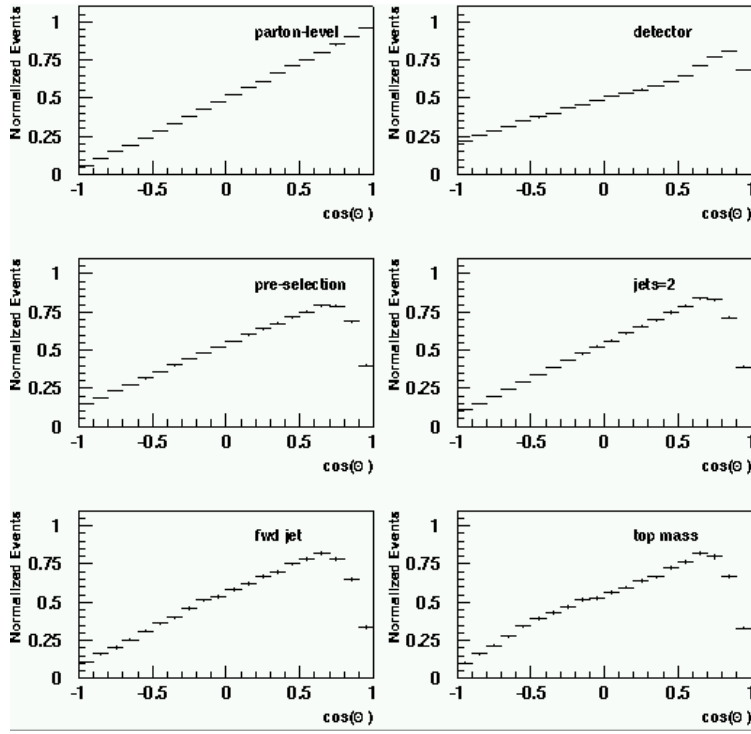 Normalized Events
1
0.75
0.5
0.25
0
parton-level
-1 -0.5 0 0.5 1
cos(Θ)
Normalized Events
1
0.75
0.5
0.25
0
detector
-1 -0.5 0 0.5 1
cos(Θ)
Normalized Events
1
0.75
0.5
0.25
0
pre-selection
-1 -0.5 0 0.5 1
cos(Θ)
Normalized Events
1
0.75
0.5
0.25
0
jets=2
-1 -0.5 0 0.5 1
cos(Θ)
Normalized Events
1
0.75
0.5
0.25
0
fwd jet
-1 -0.5 0 0.5 1
cos(Θ)
Normalized Events
1
0.75
0.5
0.25
0
top mass
-1 -0.5 0 0.5 1
cos(Θ)